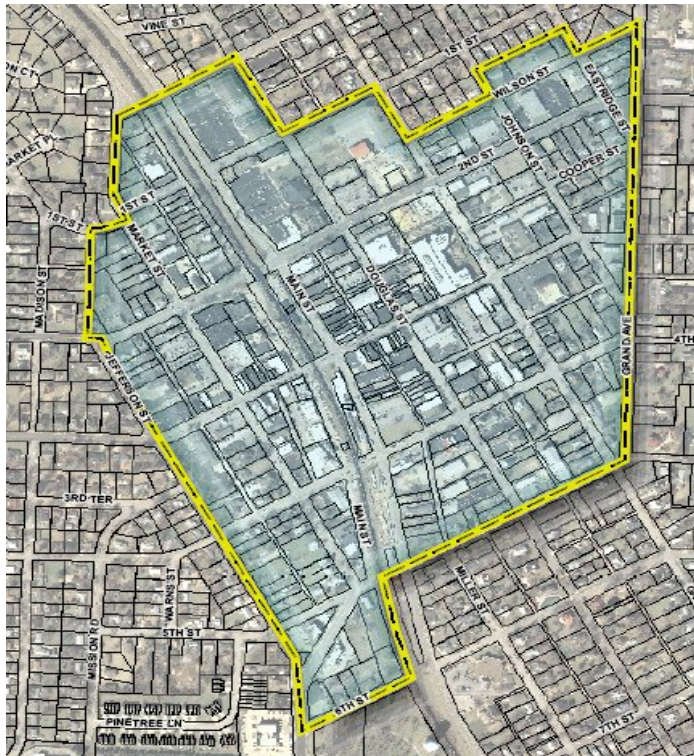 VINE ST
1ST ST
WILSON ST
EASTRIDGE ST
2ND ST
JOHNSON ST
COOPER ST
MARKET PL
1ST ST
1ST ST
MARKET ST
MADISON ST
MAIN ST
DOUGLAS ST
GRAND AVE
4TH
JEFFERSON ST
3RD TER
MAIN ST
WARNS ST
MILLER ST
5TH ST
MISSION RD
6TH ST
PINETREE LN
7TH ST